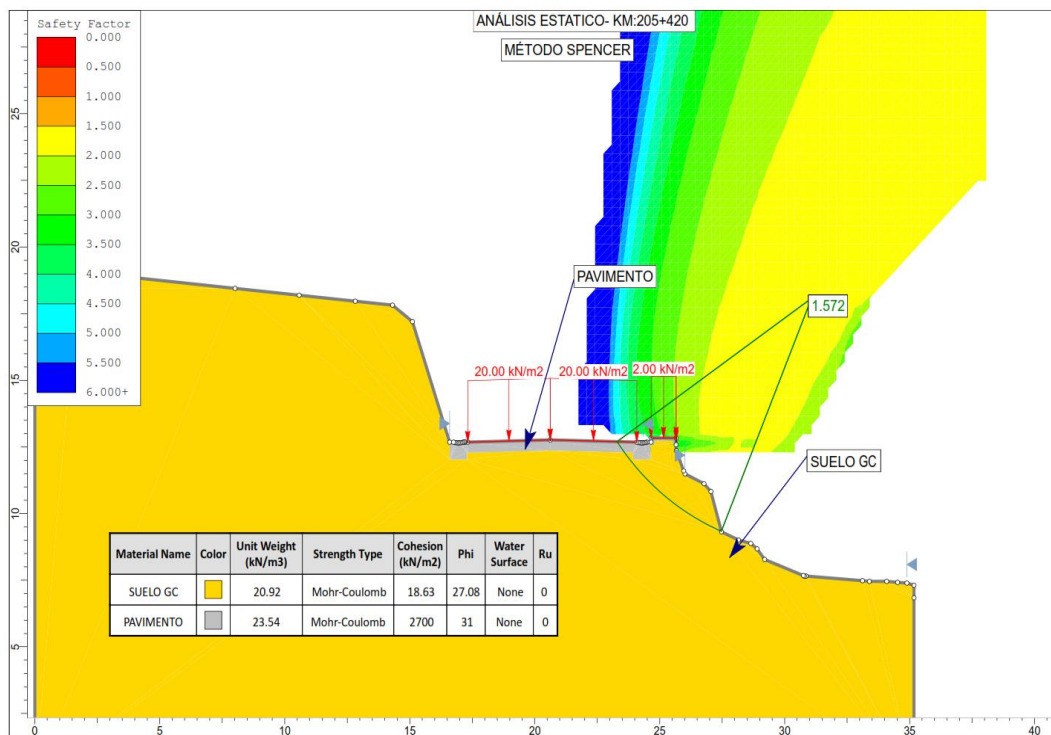 ANÁLISIS ESTATICO- KM:205+420
MÉTODO SPENCER
Safety Factor
0.000
0.500
1.000
1.500
2.000
2.500
3.000
3.500
4.000
4.500
5.000
5.500
6.000+
PAVIMENTO
1.572
20.00 kN/m2
20.00 kN/m2
2.00 kN/m2
SUELO GC
Material Name Color Unit Weight (kN/m3) Strength Type Cohesion (kN/m2) Phi Water Surface Ru
SUELO GC 20.92 Mohr-Coulomb 18.63 27.08 None 0
PAVIMENTO 23.54 Mohr-Coulomb 2700 31 None 0
25
20
15
10
5
0 5 10 15 20 25 30 35 40